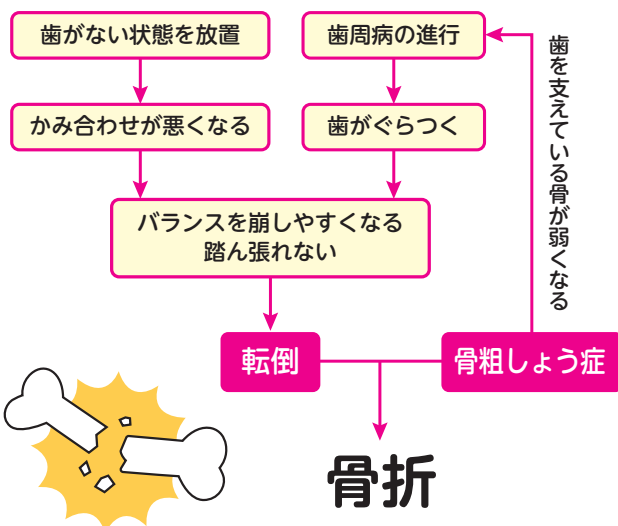 歯がない状態を放置
歯周病の進行
かみ合わせが悪くなる
歯がぐらつく
歯を支えている骨が弱くなる
バランスを崩しやすくなる
踏ん張れない
転倒
骨粗しょう症
骨折